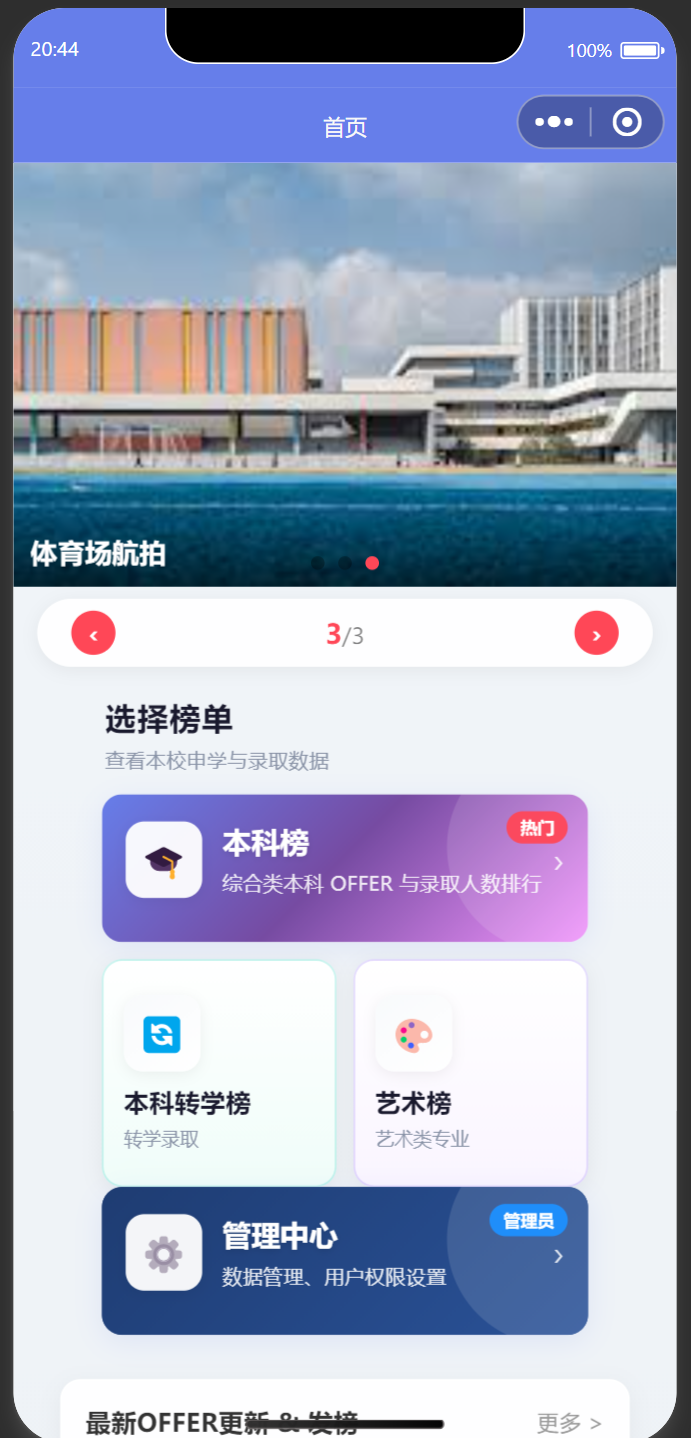 20:44
100%
首页
体育场航拍
‹ 3/3 ›
选择榜单
查看本校申学与录取数据
热门
本科榜
›
综合类本科 OFFER 与录取人数排行
本科转学榜
转学录取
艺术榜
艺术类专业
管理员
管理中心
›
数据管理、用户权限设置
最新OFFER更新 & 发榜
更多 >